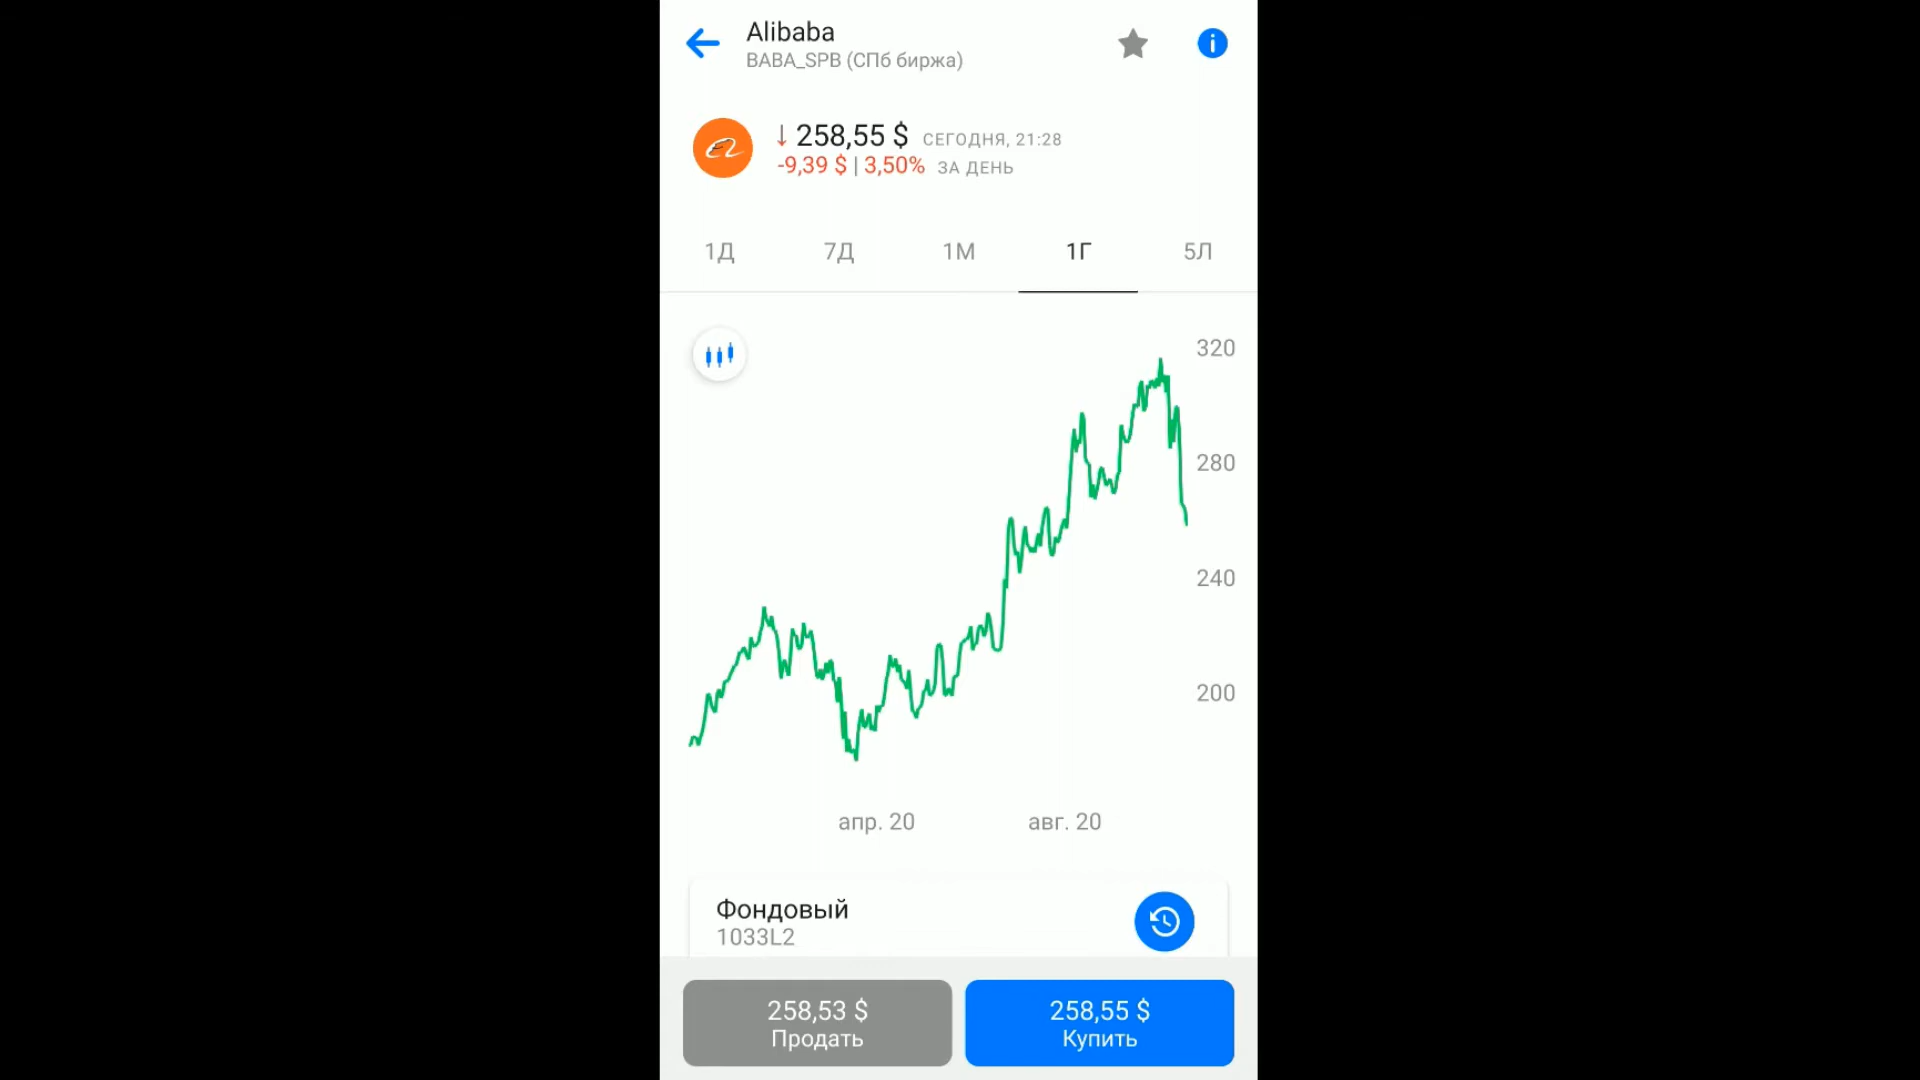 Alibaba
BABA_SPB (СПб биржа)
↓ 258,55 $ СЕГОДНЯ, 21:28
-9,39 $ | 3,50% ЗА ДЕНЬ
1Д 7Д 1М 1Г 5Л
320
280
240
200
апр. 20 авг. 20
Фондовый
1033L2
258,53 $ 258,55 $
Продать Купить